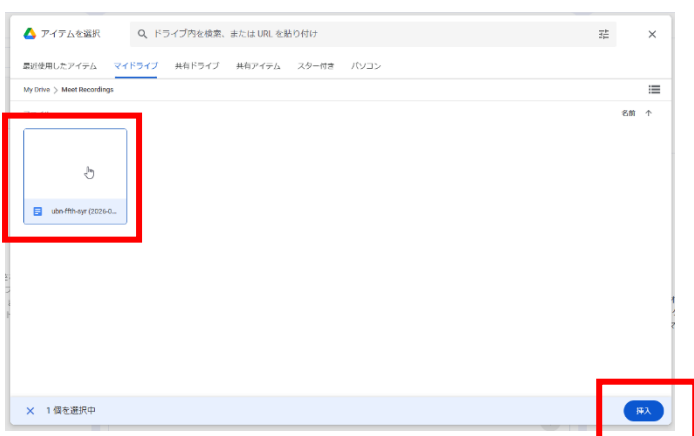 アイテムを選択
ドライブ内を検索、または URL を貼り付け
最近使用したアイテム マイドライブ 共有ドライブ 共有アイテム スター付き パソコン
My Drive > Meet Recordings
名前
ubn-ffth-syr (2026-0...
1 個を選択中
挿入